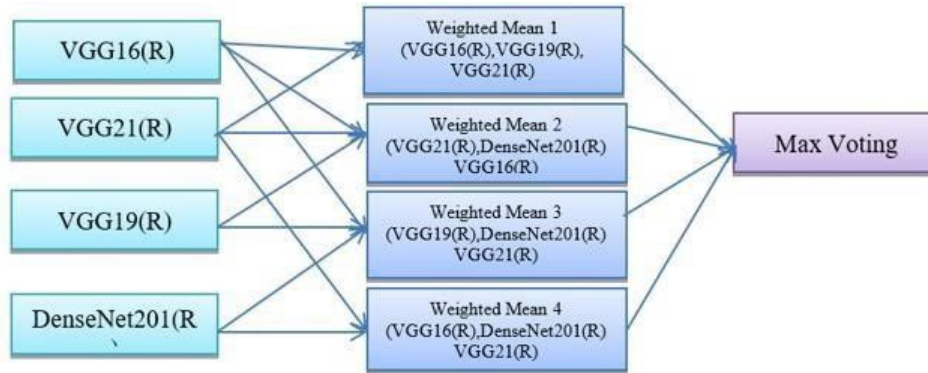 VGG16(R)
VGG21(R)
VGG19(R)
DenseNet201(R
、
Weighted Mean 1
(VGG16(R),VGG19(R),
VGG21(R)
Weighted Mean 2
(VGG21(R),DenseNet201(R)
VGG16(R)
Weighted Mean 3
(VGG19(R),DenseNet201(R)
VGG21(R)
Weighted Mean 4
(VGG16(R),DenseNet201(R)
VGG21(R)
Max Voting